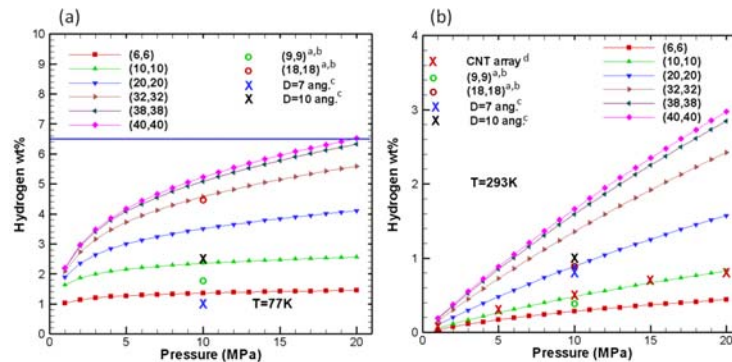 (a)
10
9
8
7
6
5
4
3
2
1
0
Hydrogen wt%
(6,6)
(10,10)
(20,20)
(32,32)
(38,38)
(40,40)
(9,9)a,b
(18,18)a,b
D=7 ang.c
D=10 ang.c
T=77K
0 5 10 15 20
Pressure (MPa)
(b)
4
3
2
1
0
Hydrogen wt%
CNT array d
(9,9)a,b
(18,18)a,b
D=7 ang.c
D=10 ang.c
(6,6)
(10,10)
(20,20)
(32,32)
(38,38)
(40,40)
T=293K
0 5 10 15 20
Pressure (MPa)